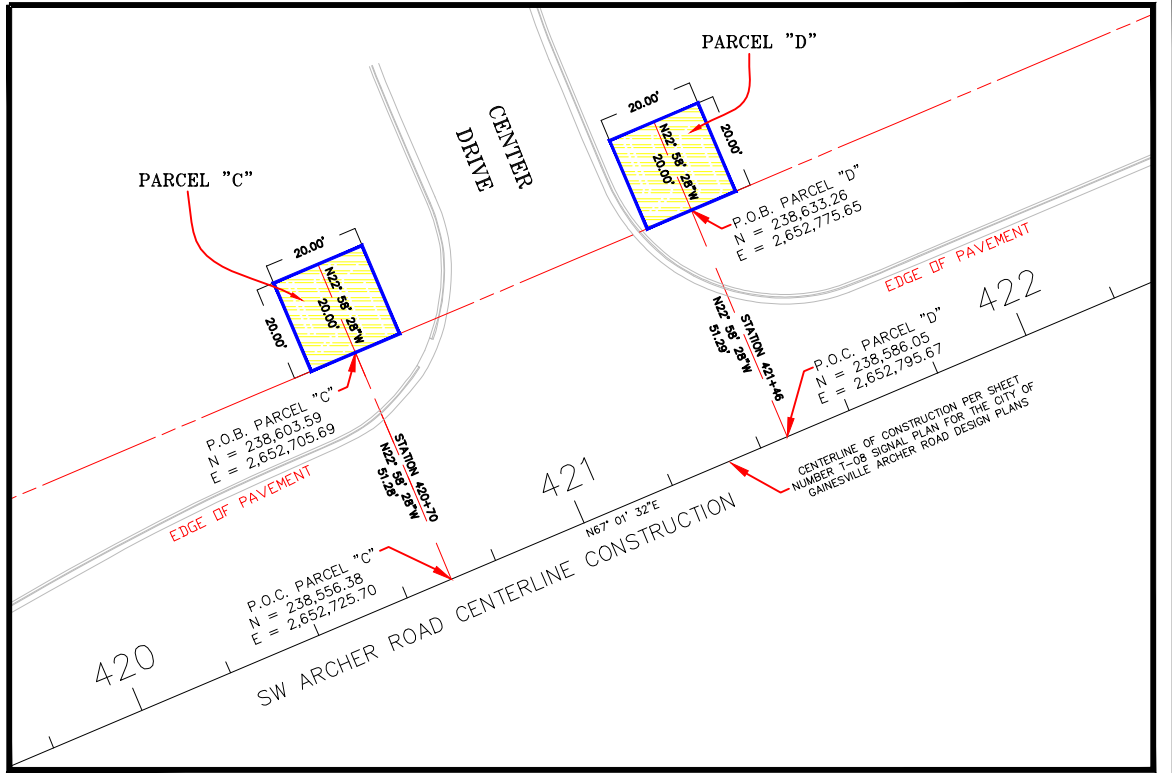 PARCEL "D"
CENTER
DRIVE
PARCEL "C"
20.00'
20.00'
N22° 58' 28"W
20.00'
P.O.B. PARCEL "D"
N = 238,633.26
E = 2,652,775.65
20.00'
20.00'
N22° 58' 28"W
20.00'
EDGE OF PAVEMENT
422
STATION 421+46
N22° 58' 28"W
51.29'
P.O.C. PARCEL "D"
N = 238,586.05
E = 2,652,795.67
P.O.B. PARCEL "C"
N = 238,603.59
E = 2,652,705.69
CENTERLINE OF CONSTRUCTION PER SHEET
NUMBER T-08 SIGNAL PLAN FOR THE CITY OF
GAINESVILLE ARCHER ROAD DESIGN PLANS
STATION 420+70
N22° 58' 28"W
51.28'
421
N67° 01' 32"E
EDGE OF PAVEMENT
P.O.C. PARCEL "C"
N = 238,556.38
E = 2,652,725.70
SW ARCHER ROAD CENTERLINE CONSTRUCTION
420